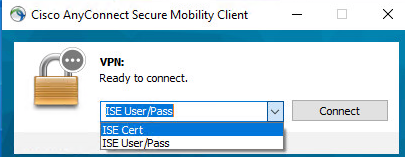 Cisco AnyConnect Secure Mobility Client
VPN:
Ready to connect.
ISE User/Pass
Connect
ISE Cert
ISE User/Pass